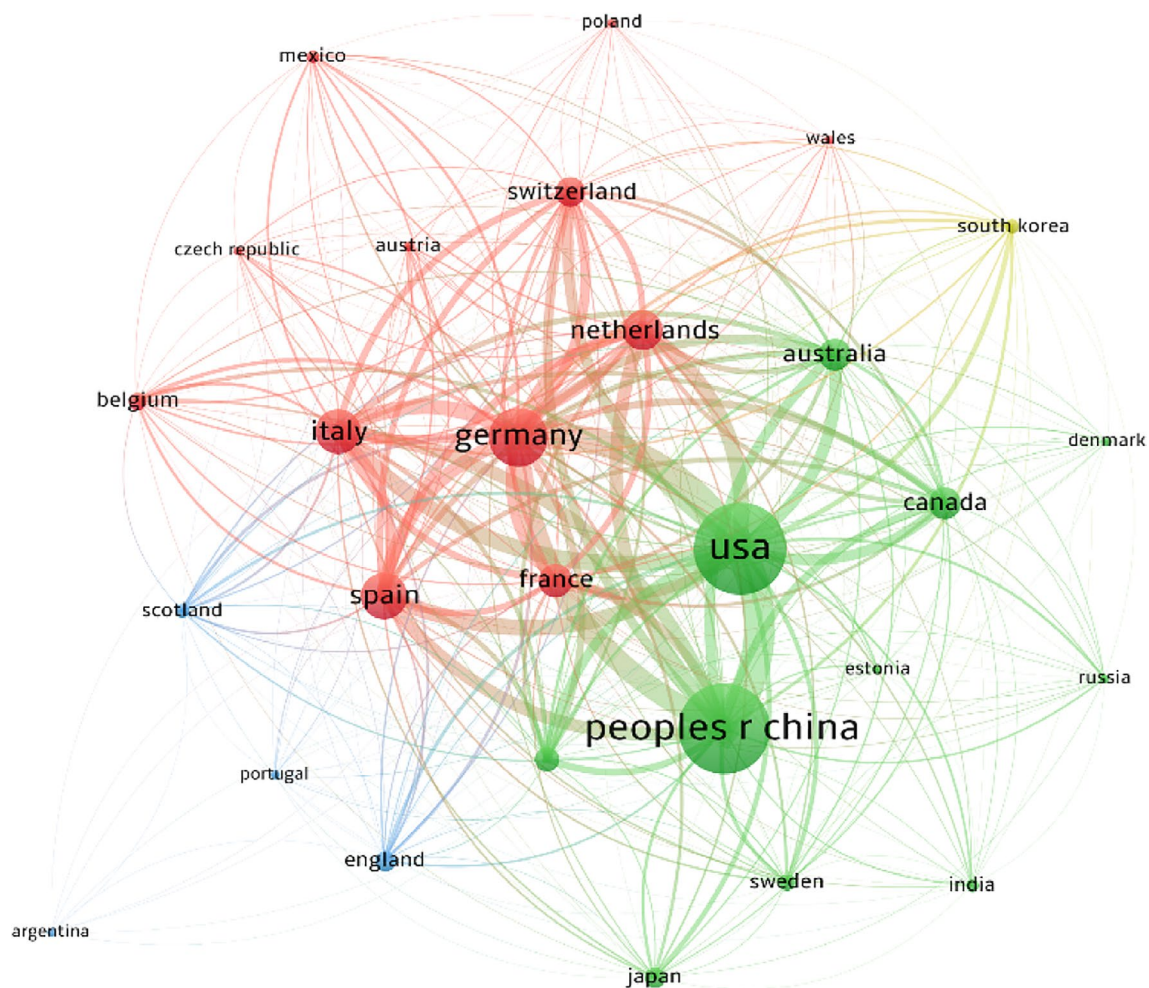 poland
mexico
wales
switzerland
south korea
czech republic
austria
netherlands
australia
belgium
italy
germany
denmark
canada
usa
france
spain
scotland
estonia
russia
peoples r china
portugal
england
sweden
india
argentina
japan